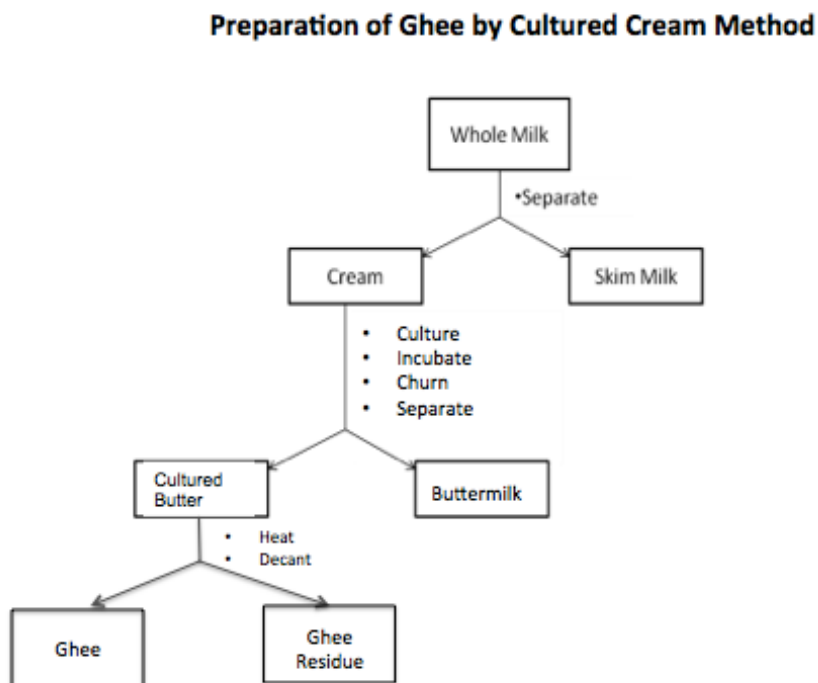 Preparation of Ghee by Cultured Cream Method
Whole Milk
•Separate
Cream
Skim Milk
• Culture
• Incubate
• Churn
• Separate
Cultured
Butter
Buttermilk
• Heat
• Decant
Ghee
Ghee
Residue